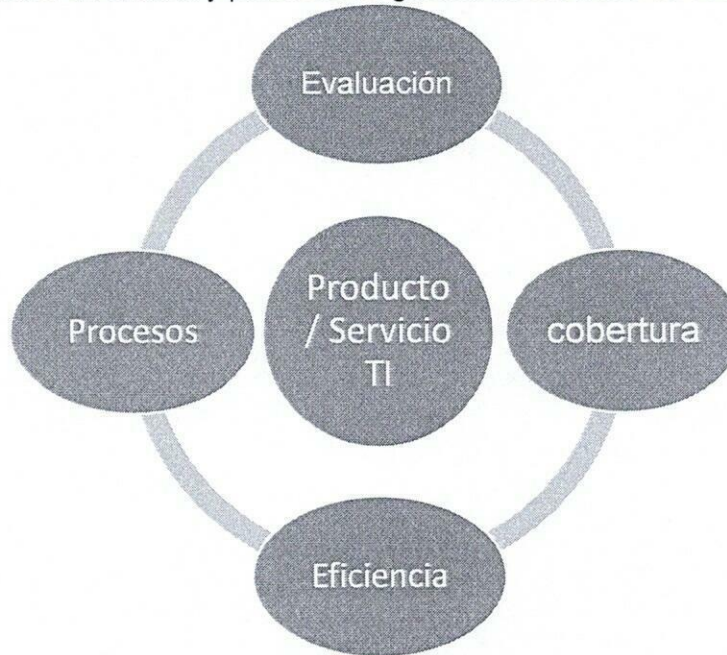 Evaluación
Procesos
Producto
/ Servicio
TI
cobertura
Eficiencia